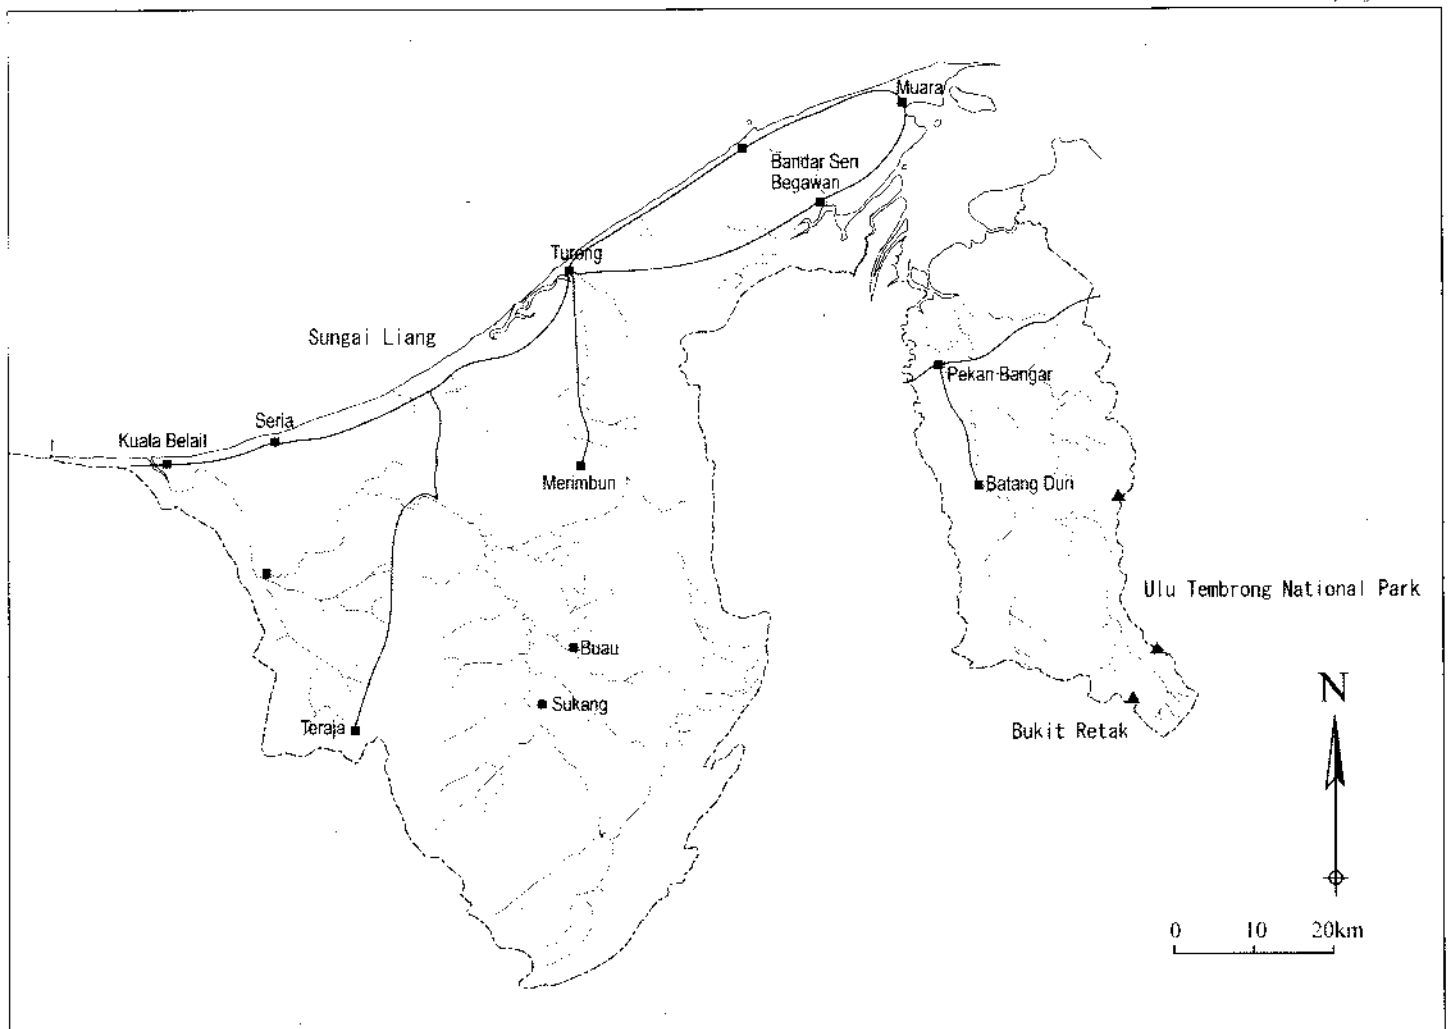 Muara
Bandar Seri
Begawan
Turong
Sungai Liang
Pekan Bangar
Seria
Kuala Belait
Merimbun
Batang Duri
Ulu Tembrong National Park
Buau
Sukang
Teraja
Bukit Retak
N
0 10 20km